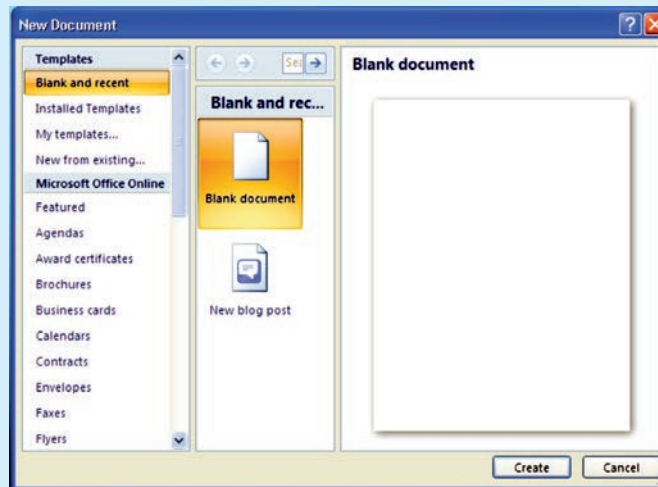 New Document
Templates
Blank and recent
Installed Templates
My templates...
New from existing...
Microsoft Office Online
Featured
Agendas
Award certificates
Brochures
Business cards
Calendars
Contracts
Envelopes
Faxes
Flyers
Sea
Blank and rec...
Blank document
New blog post
Blank document
Create
Cancel